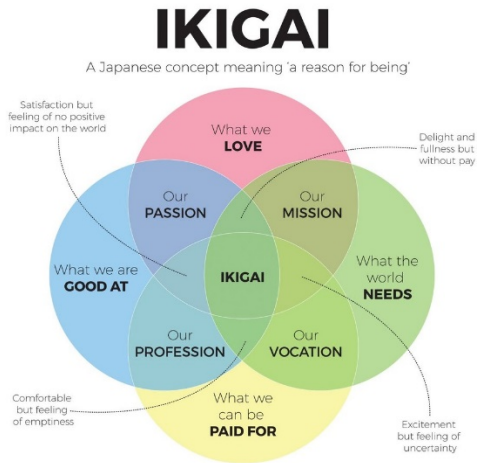 IKIGAI
A Japanese concept meaning 'a reason for being'
Satisfaction but
feeling of no positive
impact on the world
What we
LOVE
Delight and
fullness but
without pay
Our
PASSION
Our
MISSION
What we are
GOOD AT
IKIGAI
What the
world
NEEDS
Our
PROFESSION
Our
VOCATION
Comfortable
but feeling
of emptiness
What we
can be
PAID FOR
Excitement
but feeling of
uncertainty